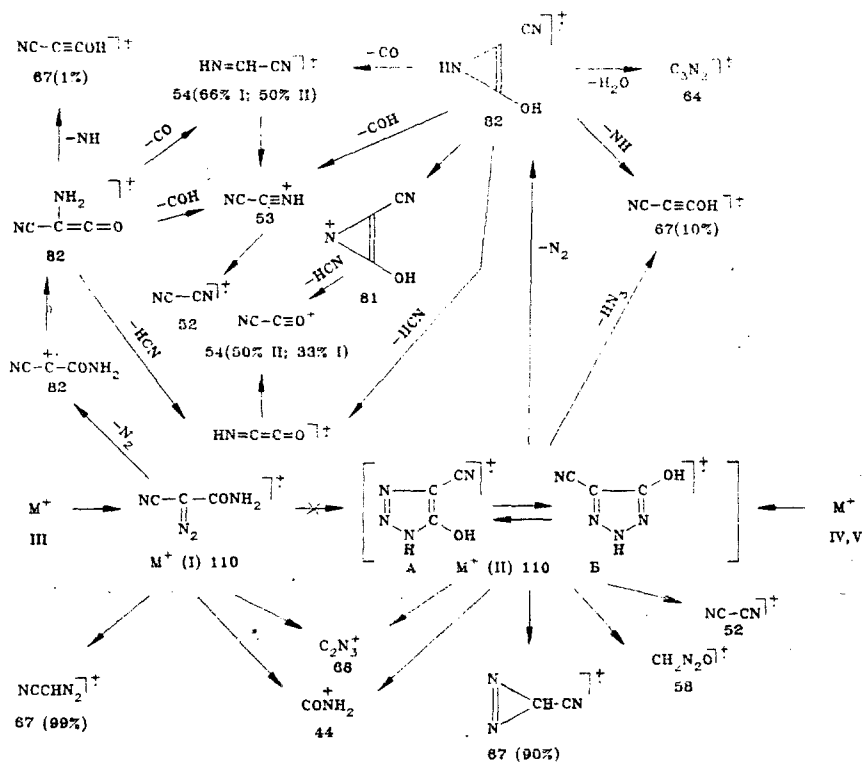 NC–C≡COH]+·
67(1%)
HN=CH–CN]+·
54(66% I; 50% II)
–CO
CN]+·
HN
OH
82
–H2O
C3N2]+·
64
–NH
–CO
–COH
–NH
NH2 ]+·
NC–C=C=O
82
–COH
NC–C≡NH+
53
CN
N+
OH
81
NC–C≡COH]+·
67(10%)
–N2
NC–CN]+·
52
–HCN
NC–C≡O+
54(50% II; 33% I)
–HCN
–HCN
–HN3
NC–C+·–CONH2
82
HN=C=C=O]+·
–N2
M+
III
NC–C–CONH2]+·
N2
M+ (I) 110
N
N
N
H
CN]+·
OH
А
NC
OH]+·
N
N
N
H
Б
M+ (II) 110
M+
IV, V
NC–CN]+·
52
C2N3+
68
CH2N2O]+·
58
NCCHN2]+·
67 (99%)
CONH2+
44
N
N
CH–CN]+·
67 (90%)